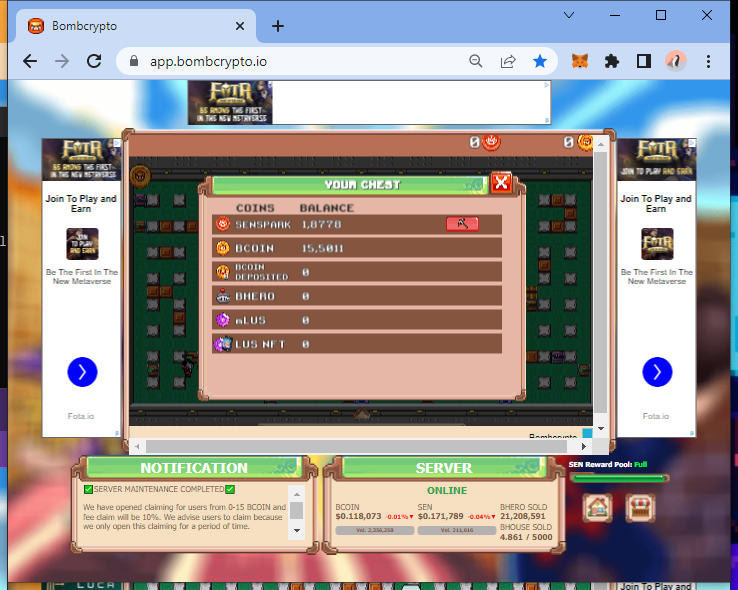 Bombcrypto
app.bombcrypto.io
FOTA
BE AMONG THE FIRST
IN THE NEW METAVERSE
0
0
FOTA
BE AMONG THE FIRST
IN THE NEW METAVERSE
Join To Play and
Earn
JOIN
TO PLAY
AND EARN
Be The First In The
New Metaverse
Fota.io
FOTA
JOIN TO PLAY AND EARN
Join To Play and
Earn
FOTA
Be The First In The
New Metaverse
Fota.io
YOUR CHEST
COINS BALANCE
SENSPARK 1,8778
BCOIN 15,5011
BCOIN
DEPOSITED 0
BHERO 0
mLUS 0
LUS NFT 0
Bombcrypto
NOTIFICATION
SERVER MAINTENANCE COMPLETED
We have opened claiming for users from 0-15 BCOIN and
fee claim will be 10%. We advise users to claim because
we only open this claiming for a period of time.
SERVER
ONLINE
BCOIN
$0.118,073 -0.01%▼
SEN
$0.171,789 -0.04%▼
BHERO SOLD
21,208,591
BHOUSE SOLD
4.861 / 5000
SEN Reward Pool: Full
LUCA
Join To Play and